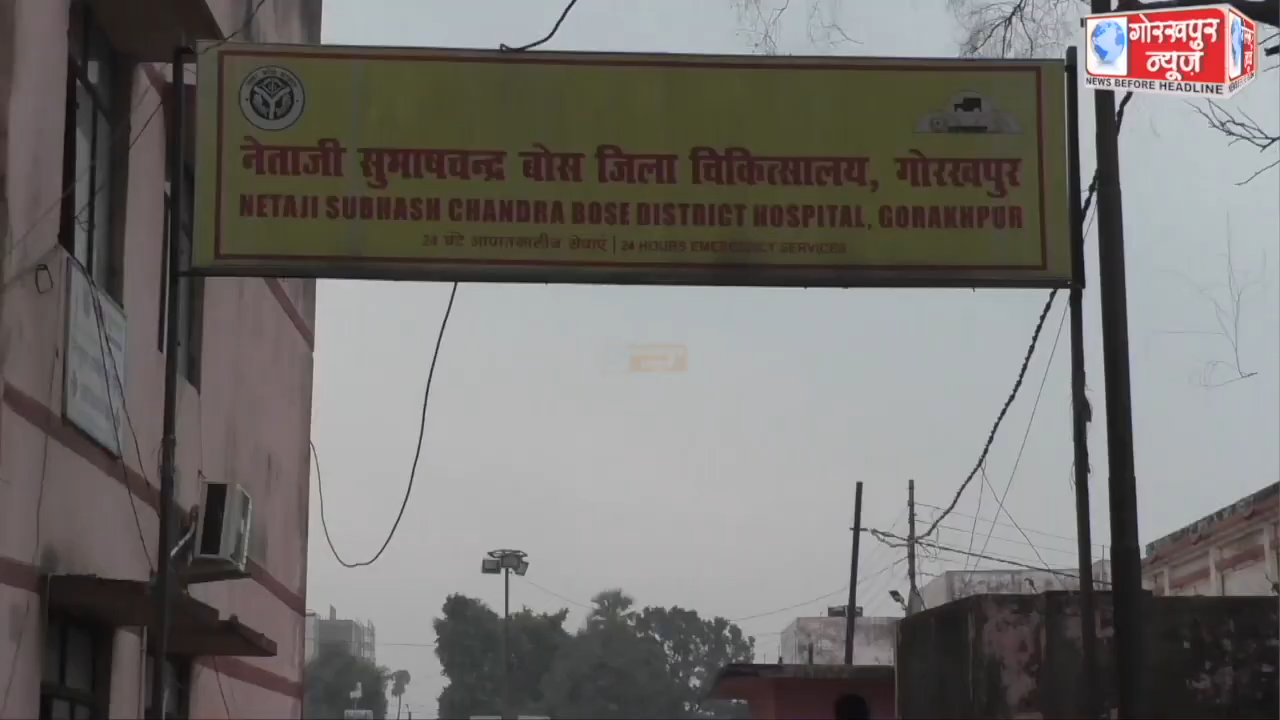 गोरखपुर
न्यूज़
NEWS BEFORE HEADLINE
नेताजी सुभाषचन्द्र बोस जिला चिकित्सालय, गोरखपुर
NETAJI SUBHASH CHANDRA BOSE DISTRICT HOSPITAL, GORAKHPUR
24 घंटे आपातकालीन सेवाएं | 24 HOURS EMERGENCY SERVICES